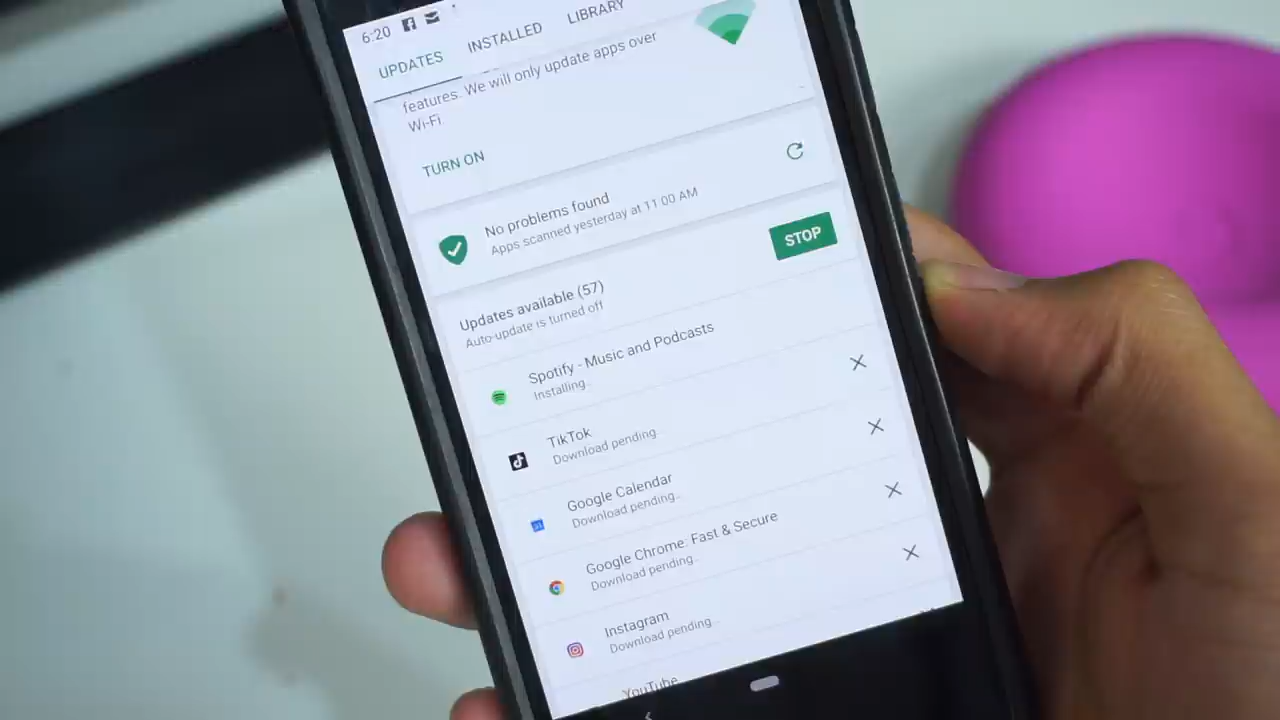 6:20
UPDATES INSTALLED LIBRARY
features. We will only update apps over
Wi-Fi
TURN ON
No problems found
Apps scanned yesterday at 11 00 AM
Updates available (57)
Auto-update is turned off
STOP
Spotify - Music and Podcasts
Installing..
TikTok
Download pending..
Google Calendar
Download pending..
Google Chrome: Fast & Secure
Download pending..
Instagram
Download pending..
YouTube